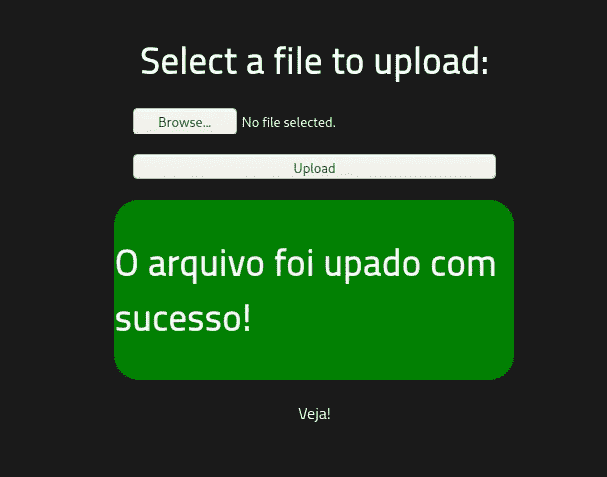 Select a file to upload:
Browse... No file selected.
Upload
O arquivo foi upado com
sucesso!
Veja!